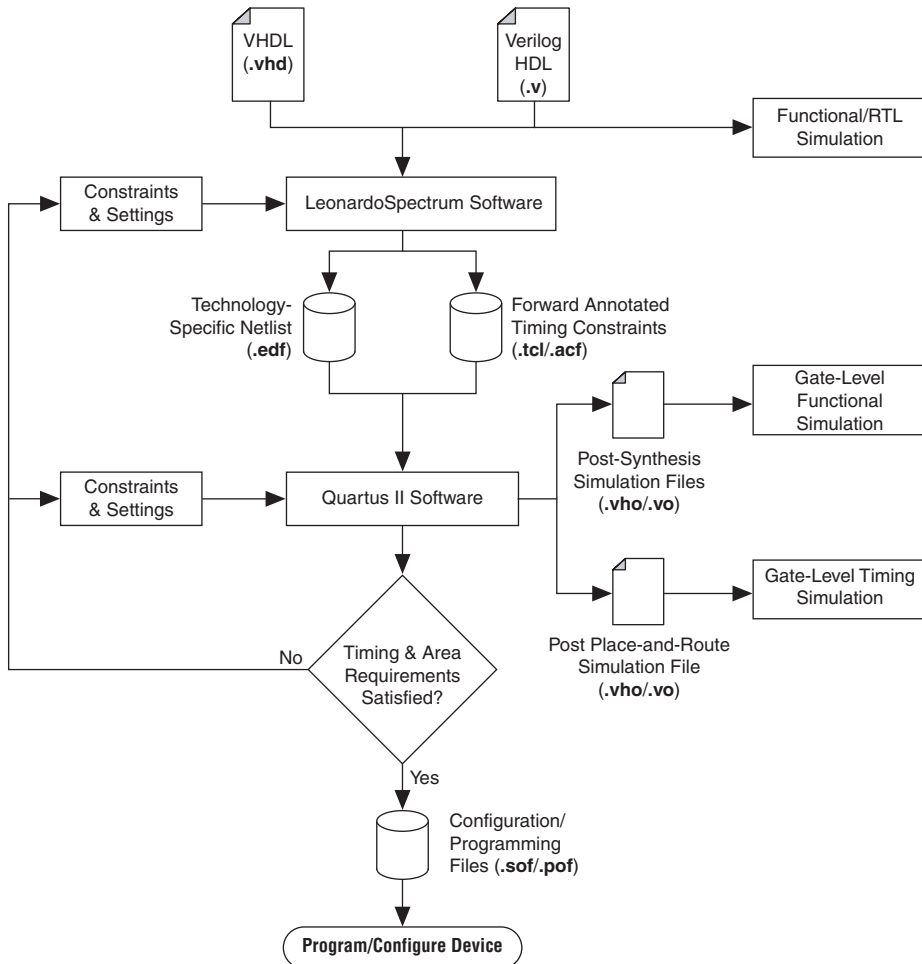 VHDL
(.vhd)
Verilog
HDL
(.v)
Functional/RTL
Simulation
Constraints
& Settings
LeonardoSpectrum Software
Technology-
Specific Netlist
(.edf)
Forward Annotated
Timing Constraints
(.tcl/.acf)
Gate-Level
Functional
Simulation
Post-Synthesis
Simulation Files
(.vho/.vo)
Constraints
& Settings
Quartus II Software
Gate-Level Timing
Simulation
Post Place-and-Route
Simulation File
(.vho/.vo)
No
Timing & Area
Requirements
Satisfied?
Yes
Configuration/
Programming
Files (.sof/.pof)
Program/Configure Device